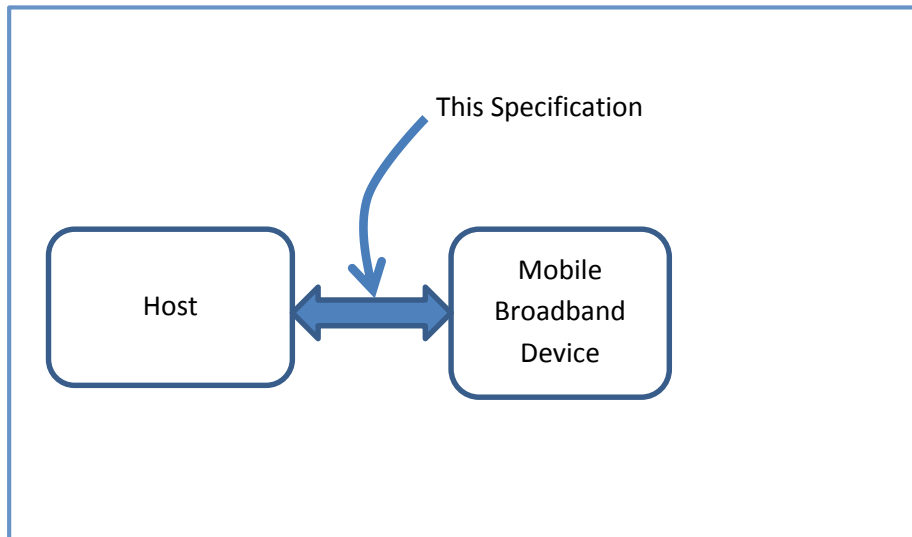 This Specification
Host
Mobile
Broadband
Device